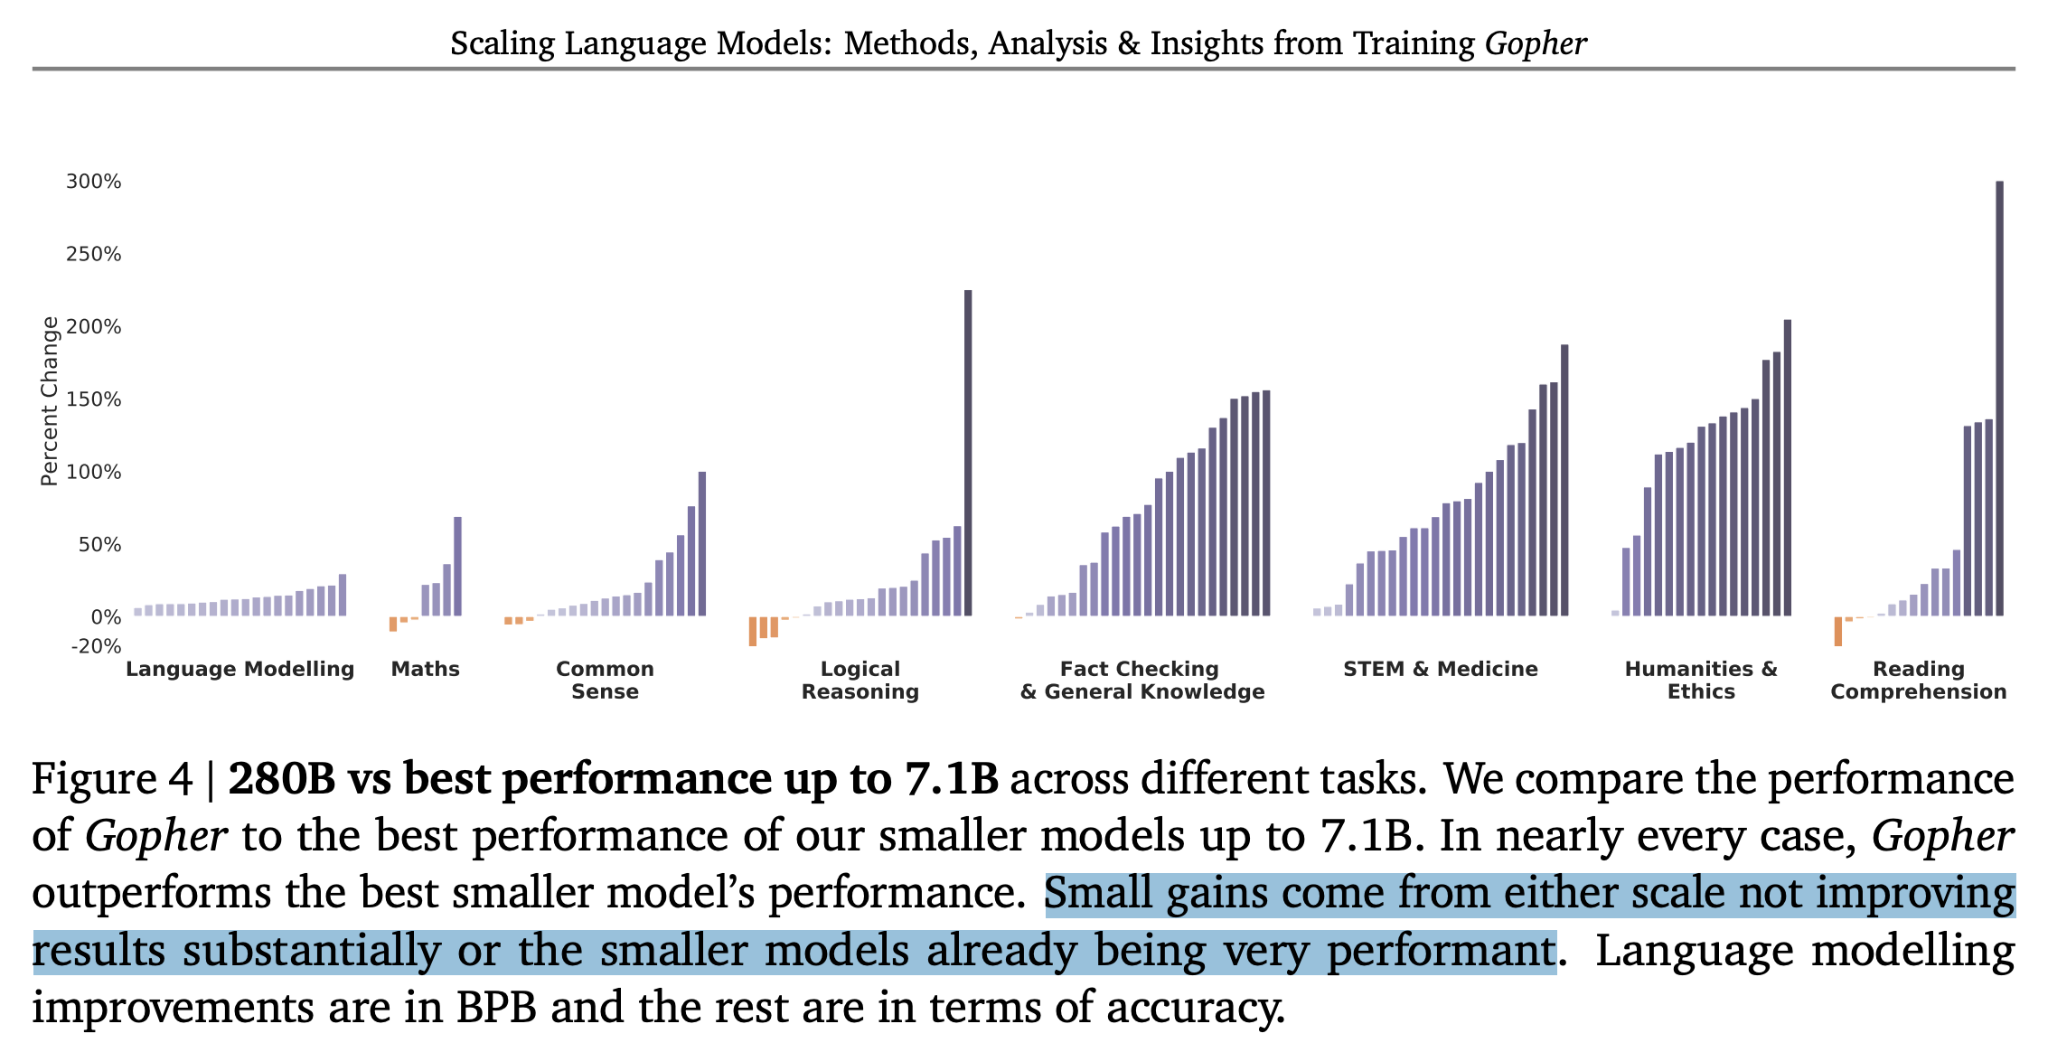 Scaling Language Models: Methods, Analysis & Insights from Training Gopher
300%
250%
200%
150%
100%
50%
0%
-20%
Percent Change
Language Modelling
Maths
Common
Sense
Logical
Reasoning
Fact Checking
& General Knowledge
STEM & Medicine
Humanities &
Ethics
Reading
Comprehension
Figure 4 | 280B vs best performance up to 7.1B across different tasks. We compare the performance
of Gopher to the best performance of our smaller models up to 7.1B. In nearly every case, Gopher
outperforms the best smaller model’s performance. Small gains come from either scale not improving
results substantially or the smaller models already being very performant. Language modelling
improvements are in BPB and the rest are in terms of accuracy.